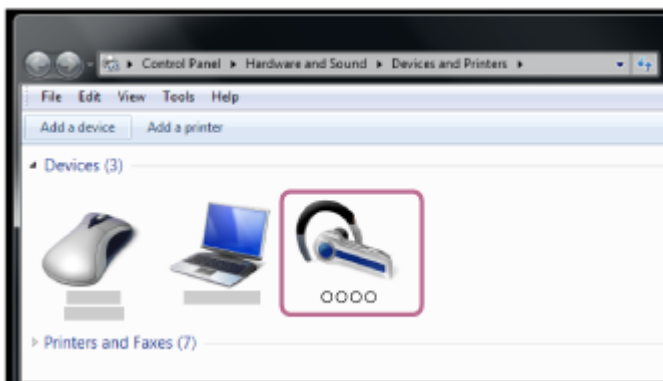 Control Panel ▸ Hardware and Sound ▸ Devices and Printers ▸
File Edit View Tools Help
Add a device Add a printer
Devices (3)
○○○○
Printers and Faxes (7)